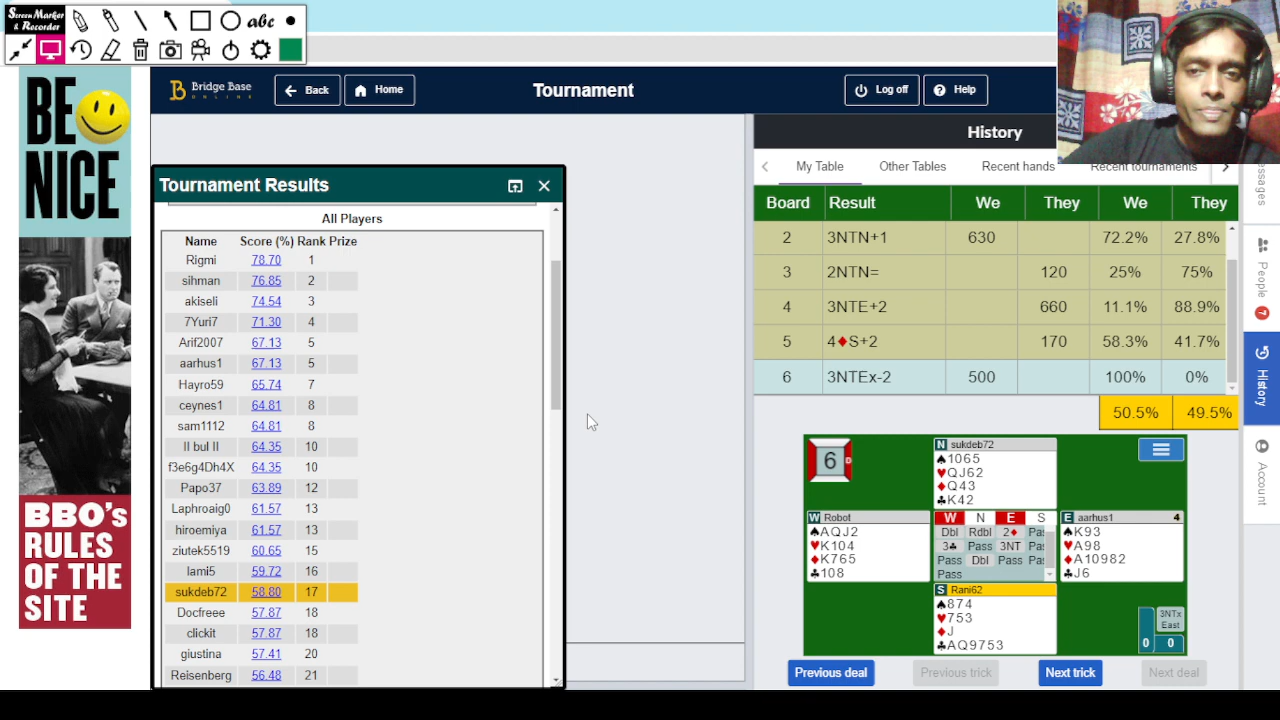 Screen Marker
& Recorder
abc
BE
NICE
BBO's
RULES
OF THE
SITE
Bridge Base
ONLINE
Back
Home
Tournament
Log off
Help
Tournament Results
All Players
Name Score (%) Rank Prize
Rigmi 78.70 1
sihman 76.85 2
akiseli 74.54 3
7Yuri7 71.30 4
Arif2007 67.13 5
aarhus1 67.13 5
Hayro59 65.74 7
ceynes1 64.81 8
sam1112 64.81 8
II bul II 64.35 10
f3e6g4Dh4X 64.35 10
Papo37 63.89 12
Laphroaig0 61.57 13
hiroemiya 61.57 13
ziutek5519 60.65 15
lami5 59.72 16
sukdeb72 58.80 17
Docfreee 57.87 18
clickit 57.87 18
giustina 57.41 20
Reisenberg 56.48 21
History
My Table Other Tables Recent hands Recent tournaments
Board Result We They We They
2 3NTN+1 630 72.2% 27.8%
3 2NTN= 120 25% 75%
4 3NTE+2 660 11.1% 88.9%
5 4♦S+2 170 58.3% 41.7%
6 3NTEx-2 500 100% 0%
50.5% 49.5%
6 D
N sukdeb72
♠1065
♥QJ62
♦Q43
♣K42
W Robot
♠AQJ2
♥K104
♦K765
♣108
W N E S
Dbl Rdbl 2♦ Pas
3♣ Pass 3NT Pas
Pass Dbl Pass Pas
Pass
E aarhus1 4
♠K93
♥A98
♦A10982
♣J6
S Rani62
♠874
♥753
♦J
♣AQ9753
3NTx
East
0 0
Previous deal
Previous trick
Next trick
Next deal
essages
People
7
History
Account